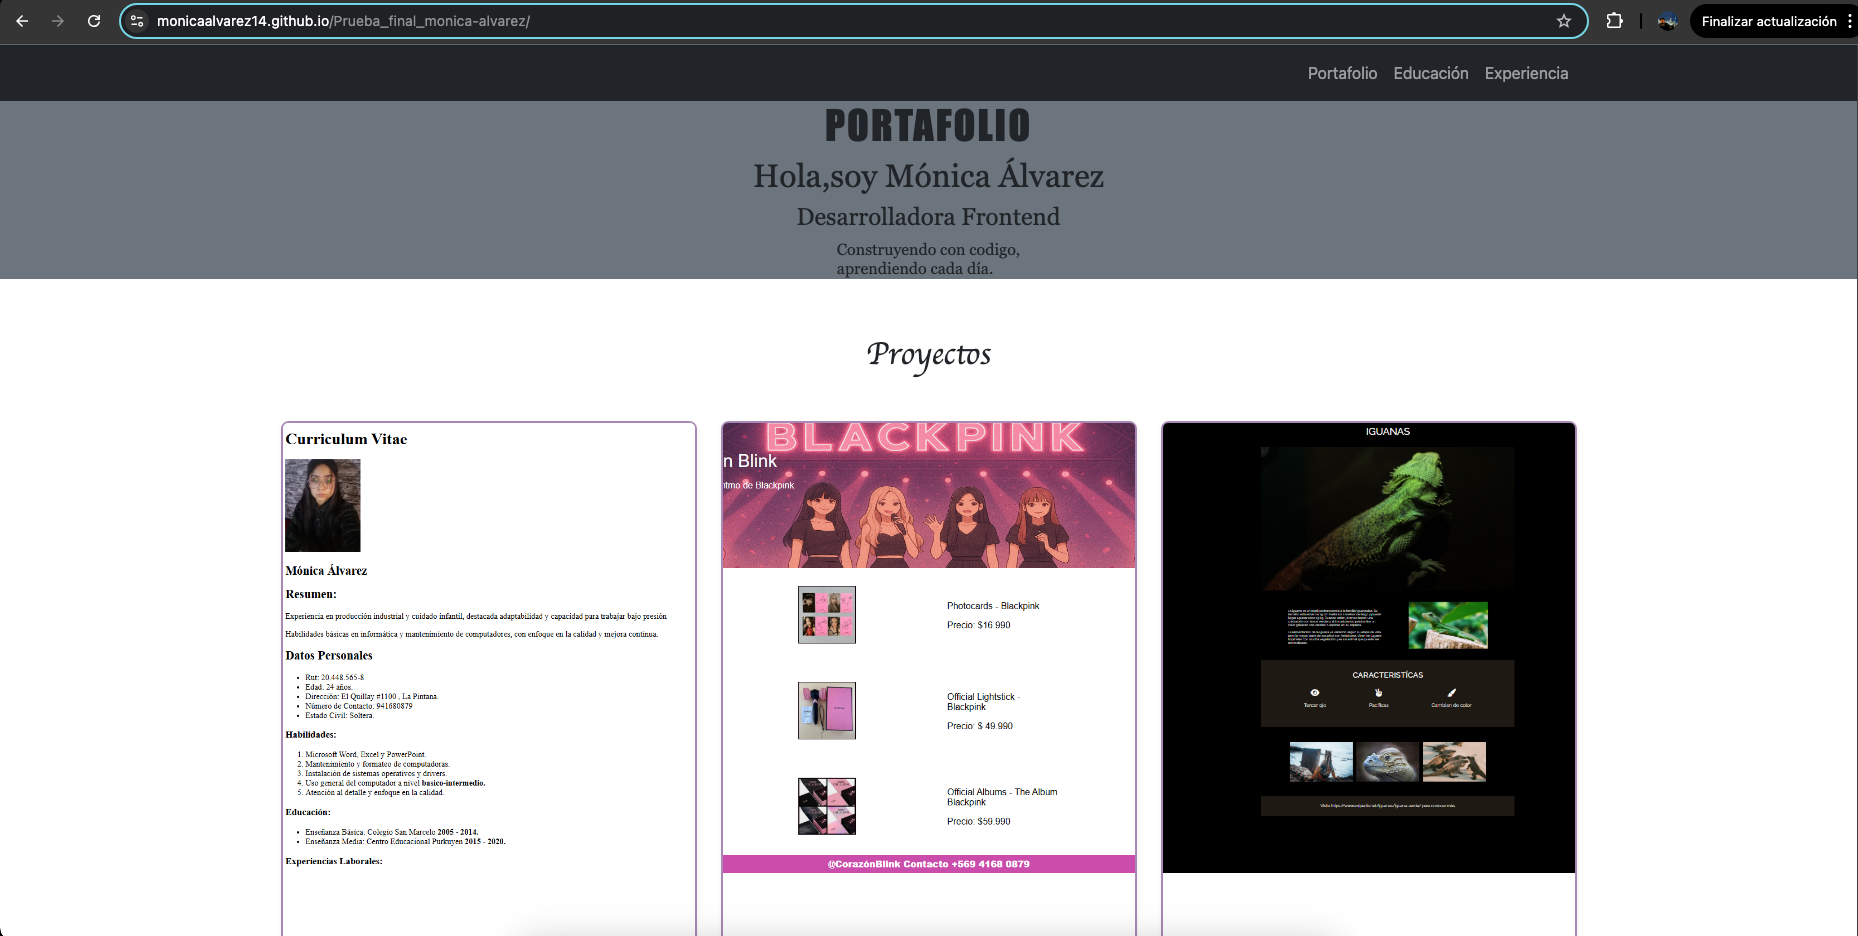 monicaalvarez14.github.io/Prueba_final_monica-alvarez/
Finalizar actualización
Portafolio Educación Experiencia
PORTAFOLIO
Hola,soy Mónica Álvarez
Desarrolladora Frontend
Construyendo con codigo,
aprendiendo cada día.
Proyectos
Curriculum Vitae
Mónica Álvarez
Resumen:
Experiencia en producción industrial y cuidado infantil, destacada adaptabilidad y capacidad para trabajar bajo presión.
Habilidades básicas en informática y mantenimiento de computadores, con enfoque en la calidad y mejora continua.
Datos Personales
Rut: 20.448.565-8
Edad: 24 años.
Dirección: El Quillay #1100 , La Pintana.
Número de Contacto: 941680879
Estado Civil: Soltera.
Habilidades:
1. Microsoft Word, Excel y PowerPoint.
2. Mantenimiento y formateo de computadoras.
3. Instalación de sistemas operativos y drivers.
4. Uso general del computador a nivel basico-intermedio.
5. Atención al detalle y enfoque en la calidad.
Educación:
Enseñanza Básica. Colegio San Marcelo 2005 - 2014.
Enseñanza Media: Centro Educacional Purkuyen 2015 - 2020.
Experiencias Laborales:
BLACKPINK
n Blink
itmo de Blackpink
Photocards - Blackpink
Precio: $16.990
Official Lightstick -
Blackpink
Precio: $ 49.990
Official Albums - The Album
Blackpink
Precio: $59.990
@CorazónBlink Contacto +569 4168 0879
IGUANAS
CARACTERISTÍCAS
Tercer ojo
Pacíficas
Cambian de color